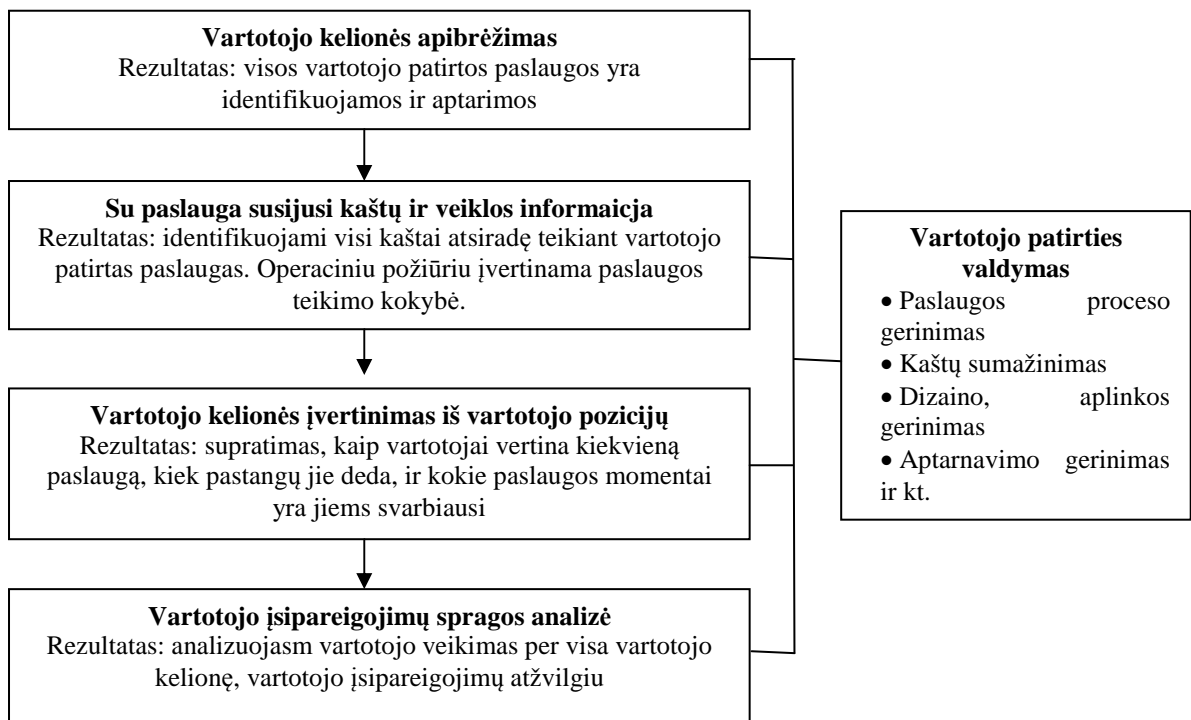 Vartotojo kelionės apibrėžimas
Rezultatas: visos vartotojo patirtos paslaugos yra
identifikuojamos ir aptarimos
Su paslauga susijusi kaštų ir veiklos informaicja
Rezultatas: identifikuojami visi kaštai atsiradę teikiant vartotojo
patirtas paslaugas. Operaciniu požiūriu įvertinama paslaugos
teikimo kokybė.
Vartotojo kelionės įvertinimas iš vartotojo pozicijų
Rezultatas: supratimas, kaip vartotojai vertina kiekvieną
paslaugą, kiek pastangų jie deda, ir kokie paslaugos momentai
yra jiems svarbiausi
Vartotojo įsipareigojimų spragos analizė
Rezultatas: analizuojasm vartotojo veikimas per visa vartotojo
kelionę, vartotojo įsipareigojimų atžvilgiu
Vartotojo patirties
valdymas
• Paslaugos proceso
gerinimas
• Kaštų sumažinimas
• Dizaino, aplinkos
gerinimas
• Aptarnavimo gerinimas
ir kt.